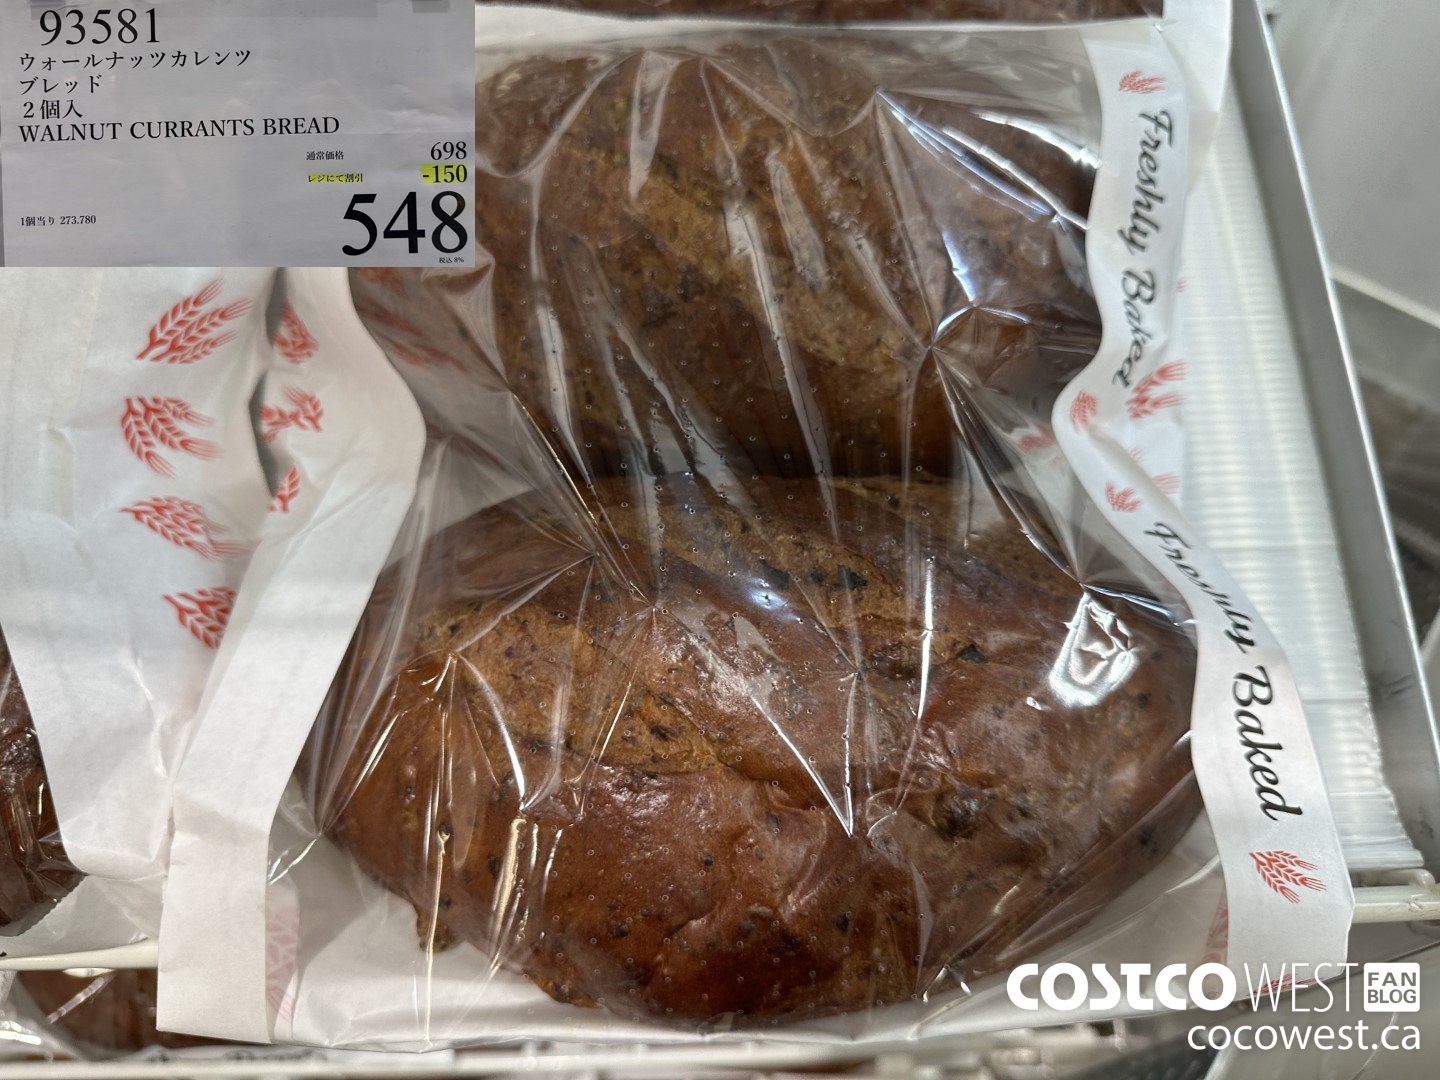 93581
ウォールナッツカレンツ
ブレッド
２個入
WALNUT CURRANTS BREAD
通常価格 698
レジにて割引 -150
548
1個当り 273.780
税込 8%
Freshly Baked
Freshly Baked
COSTCO WEST FAN BLOG
cocowest.ca